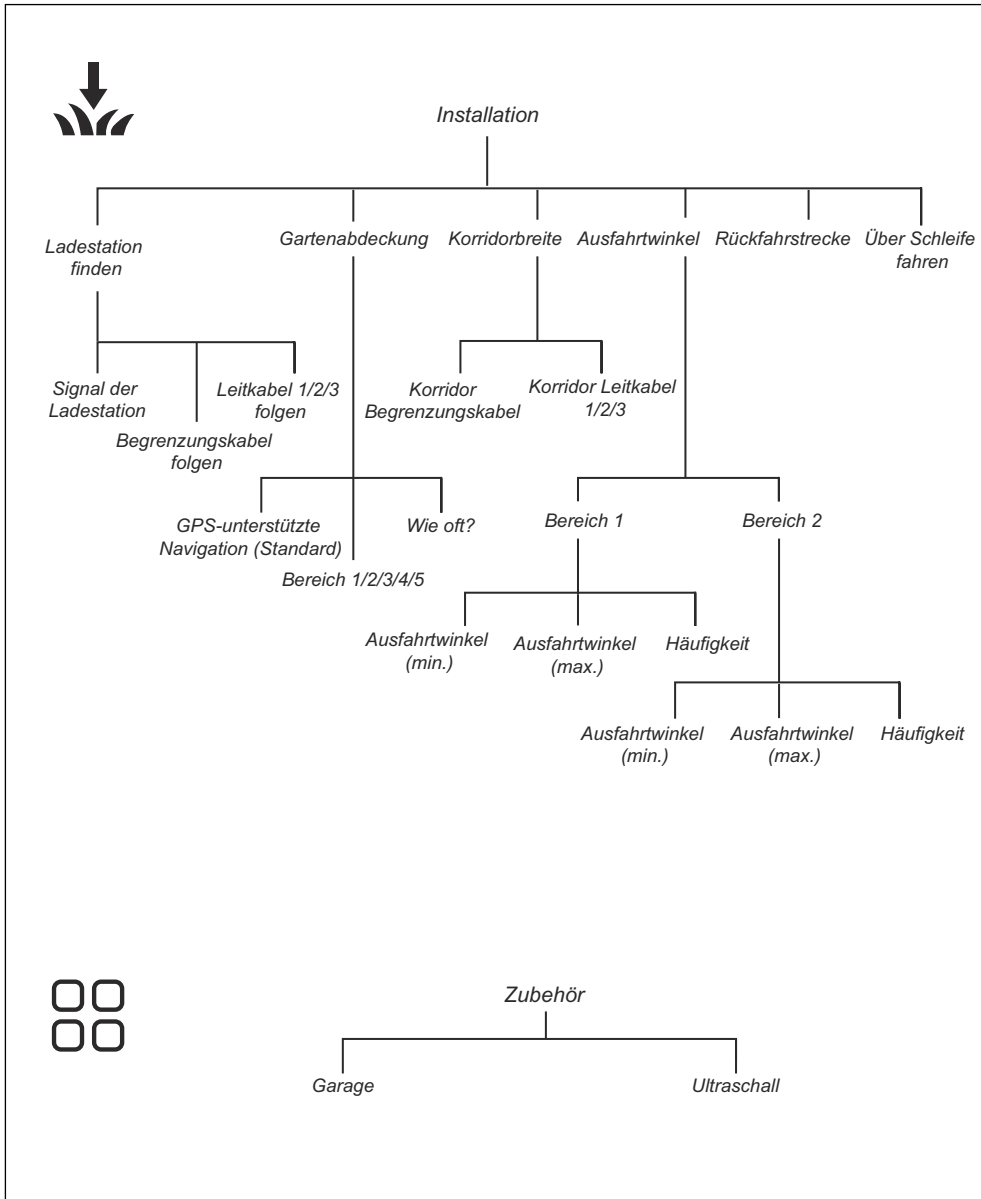 Installation
Ladestation
finden
Gartenabdeckung
Korridorbreite
Ausfahrtwinkel
Rückfahrstrecke
Über Schleife
fahren
Signal der
Ladestation
Begrenzungskabel
folgen
Leitkabel 1/2/3
folgen
Korridor
Begrenzungskabel
Korridor Leitkabel
1/2/3
GPS-unterstützte
Navigation (Standard)
Bereich 1/2/3/4/5
Wie oft?
Bereich 1
Bereich 2
Ausfahrtwinkel
(min.)
Ausfahrtwinkel
(max.)
Häufigkeit
Ausfahrtwinkel
(min.)
Ausfahrtwinkel
(max.)
Häufigkeit
Zubehör
Garage
Ultraschall